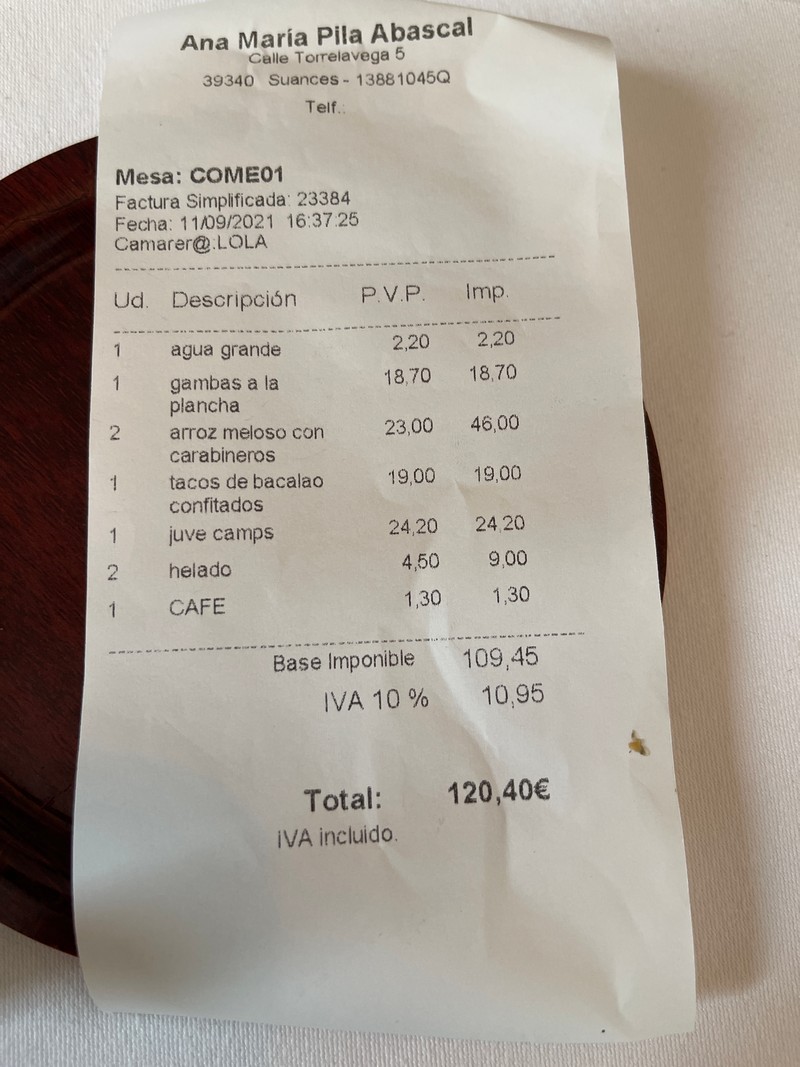 Ana María Pila Abascal
Calle Torrelavega 5
39340 Suances - 13881045Q
Telf.:
Mesa: COME01
Factura Simplificada: 23384
Fecha: 11/09/2021 16:37:25
Camarer@:LOLA
Ud. Descripción P.V.P. Imp.
1 agua grande 2,20 2,20
1 gambas a la 18,70 18,70
plancha
2 arroz meloso con 23,00 46,00
carabineros
1 tacos de bacalao 19,00 19,00
confitados
1 juve camps 24,20 24,20
2 helado 4,50 9,00
1 CAFE 1,30 1,30
Base Imponible 109,45
IVA 10 % 10,95
Total: 120,40€
IVA incluido.